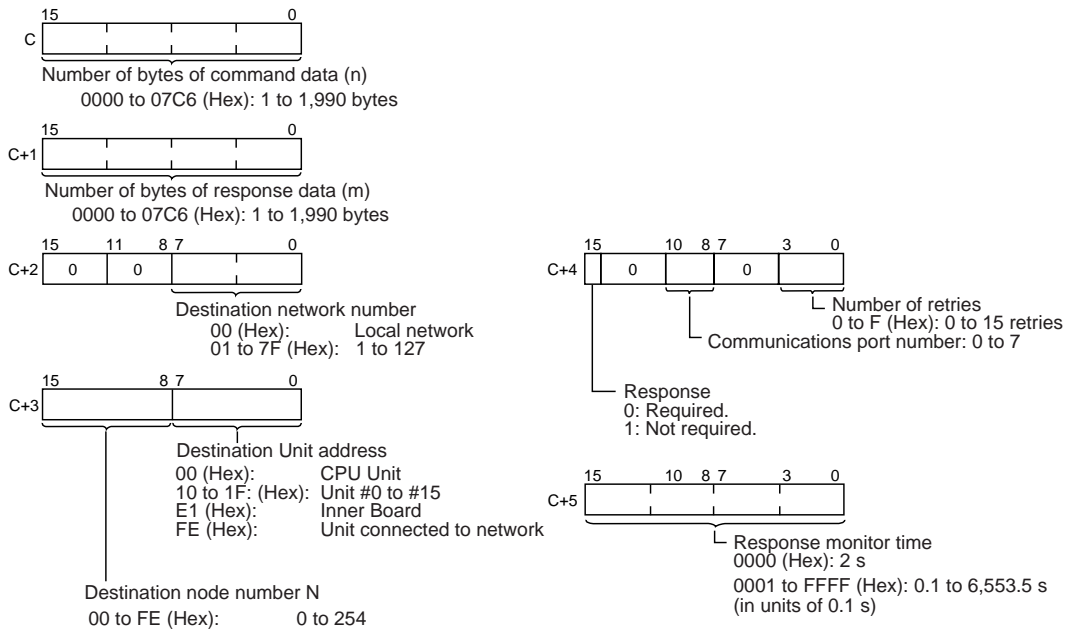 15 0
C
Number of bytes of command data (n)
0000 to 07C6 (Hex): 1 to 1,990 bytes
15 0
C+1
Number of bytes of response data (m)
0000 to 07C6 (Hex): 1 to 1,990 bytes
15 11 8 7 0
C+2 0 0
Destination network number
00 (Hex): Local network
01 to 7F (Hex): 1 to 127
15 8 7 0
C+3
Destination Unit address
00 (Hex): CPU Unit
10 to 1F: (Hex): Unit #0 to #15
E1 (Hex): Inner Board
FE (Hex): Unit connected to network
Destination node number N
00 to FE (Hex): 0 to 254
15 10 8 7 3 0
C+4 0 0
Number of retries
0 to F (Hex): 0 to 15 retries
Communications port number: 0 to 7
Response
0: Required.
1: Not required.
15 10 8 7 3 0
C+5
Response monitor time
0000 (Hex): 2 s
0001 to FFFF (Hex): 0.1 to 6,553.5 s
(in units of 0.1 s)